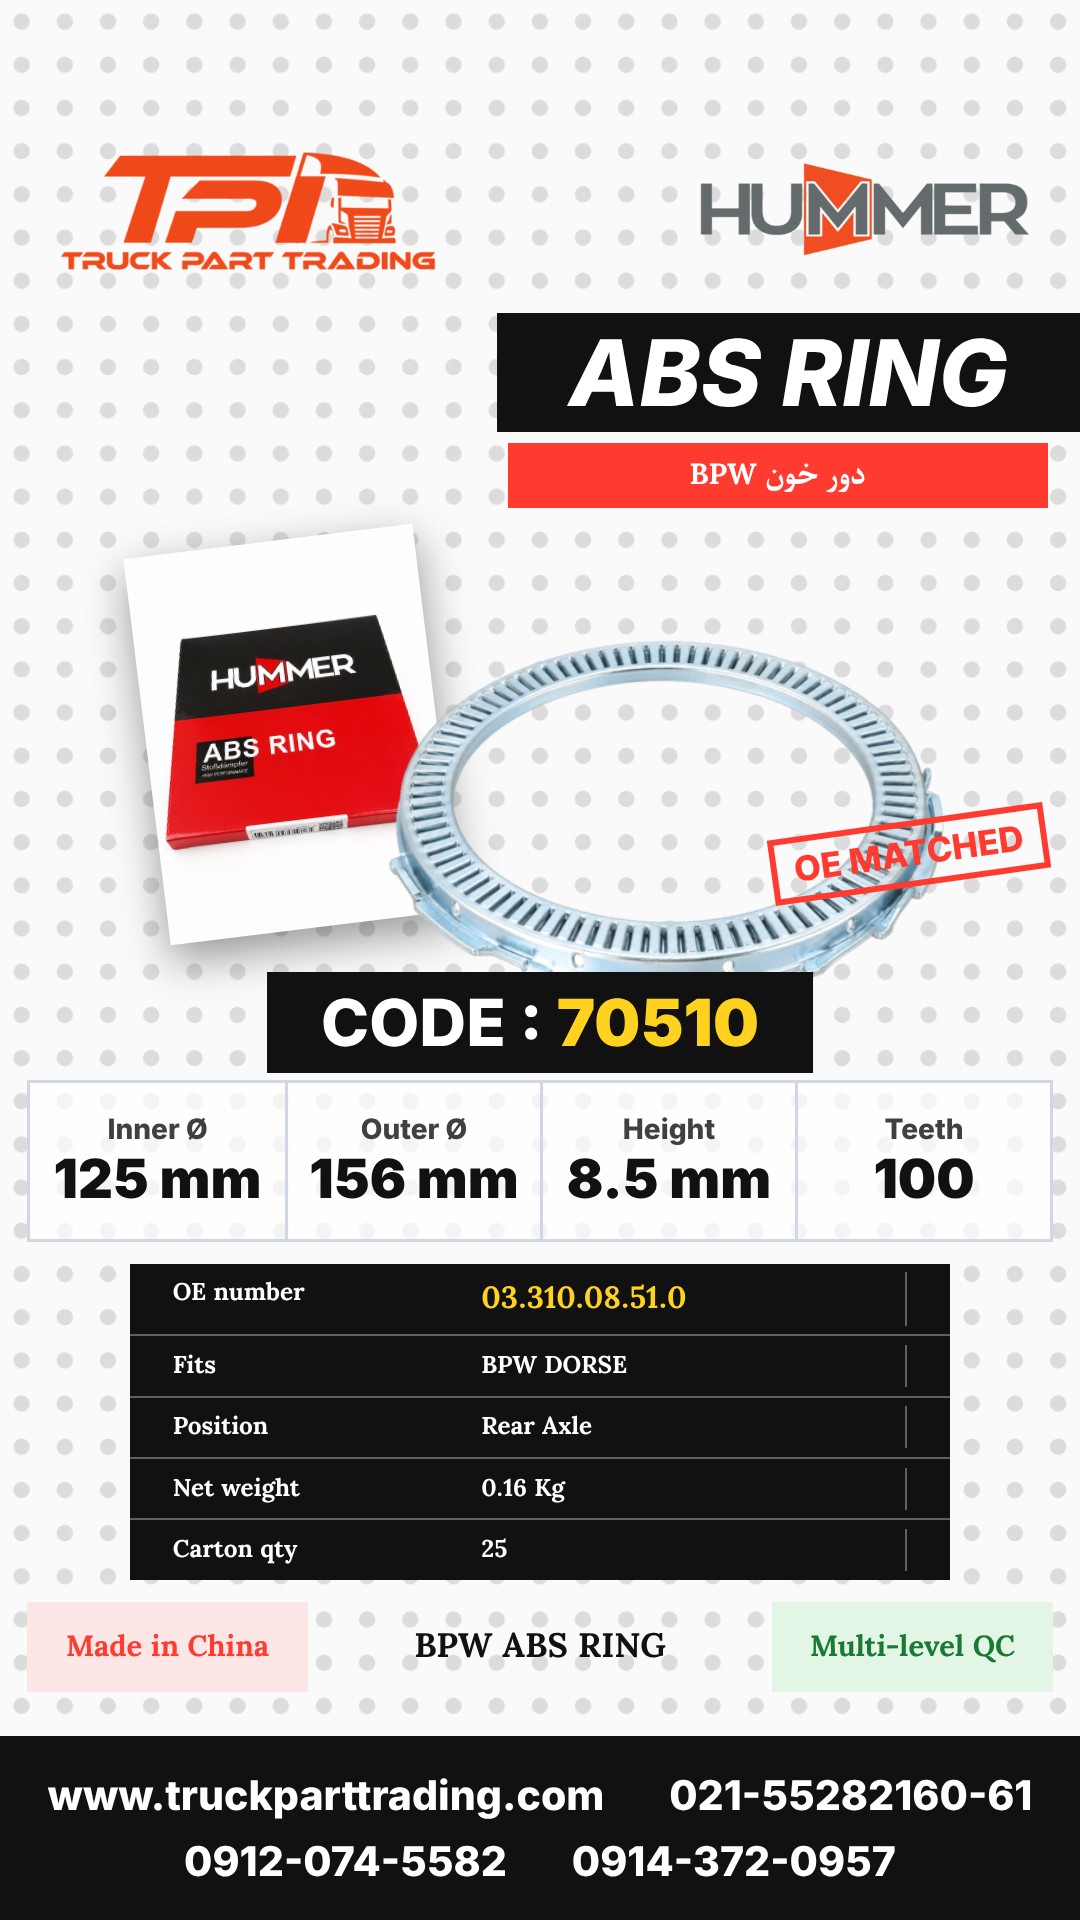 TPI
TRUCK PART TRADING
HUMMER
ABS RING
دور خون BPW
HUMMER
ABS RING
Stoßdämpfer
HIGH PERFORMANCE
OE MATCHED
CODE : 70510
Inner Ø
125 mm
Outer Ø
156 mm
Height
8.5 mm
Teeth
100
OE number 03.310.08.51.0
Fits BPW DORSE
Position Rear Axle
Net weight 0.16 Kg
Carton qty 25
Made in China
BPW ABS RING
Multi-level QC
www.truckparttrading.com 021-55282160-61
0912-074-5582 0914-372-0957